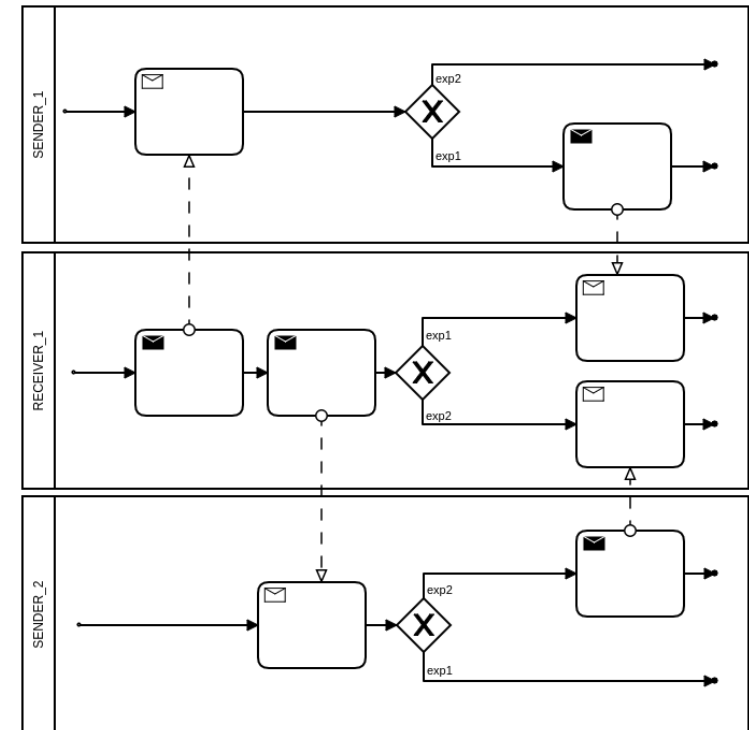 SENDER_1
exp2
exp1
RECEIVER_1
exp1
exp2
SENDER_2
exp2
exp1